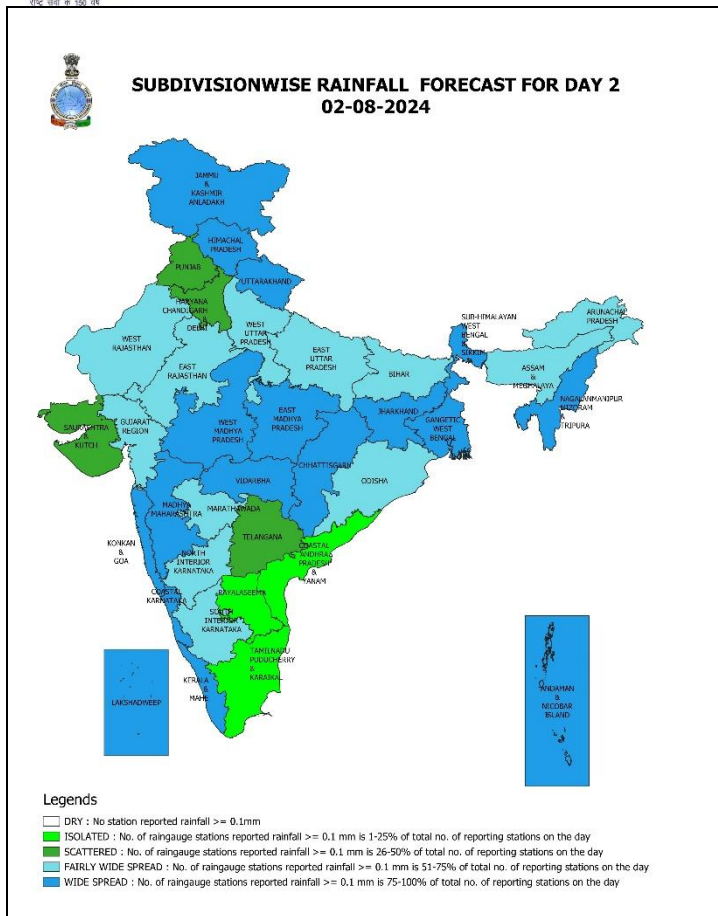 राष्ट्र सेवा के 150 वर्ष
SUBDIVISIONWISE RAINFALL FORECAST FOR DAY 2
02-08-2024
JAMMU
&
KASHMIR
ANLADAKH
HIMACHAL
PRADESH
PUNJAB
UTTARAKHAND
HARYANA
CHANDIGARH
&
DELHI
WEST
RAJASTHAN
WEST
UTTAR
PRADESH
EAST
RAJASTHAN
EAST
UTTAR
PRADESH
BIHAR
SUB-HIMALAYAN
WEST
BENGAL
&
SIKKIM
ARUNACHAL
PRADESH
ASSAM
&
MEGHALAYA
NAGALANMANIPUR
MIZORAM
&
TRIPURA
SAURASHTRA
&
KUTCH
GUJARAT
REGION
WEST
MADHYA
PRADESH
EAST
MADHYA
PRADESH
JHARKHAND
GANGETIC
WEST
BENGAL
CHHATTISGARH
ODISHA
VIDARBHA
MADHYA
MAHARASHTRA
MARATHAWADA
KONKAN
&
GOA
TELANGANA
NORTH
INTERIOR
KARNATAKA
COASTAL
ANDHRA
PRADESH
&
YANAM
COASTAL
KARNATAKA
RAYALASEEMA
SOUTH
INTERIOR
KARNATAKA
TAMILNADU
PUDUCHERRY
&
KARAIKAL
KERALA
&
MAHE
LAKSHADWEEP
ANDAMAN
&
NICOBAR
ISLAND
Legends
DRY : No station reported rainfall >= 0.1mm
ISOLATED : No. of raingauge stations reported rainfall >= 0.1 mm is 1-25% of total no. of reporting stations on the day
SCATTERED : No. of raingauge stations reported rainfall >= 0.1 mm is 26-50% of total no. of reporting stations on the day
FAIRLY WIDE SPREAD : No. of raingauge stations reported rainfall >= 0.1 mm is 51-75% of total no. of reporting stations on the day
WIDE SPREAD : No. of raingauge stations reported rainfall >= 0.1 mm is 75-100% of total no. of reporting stations on the day